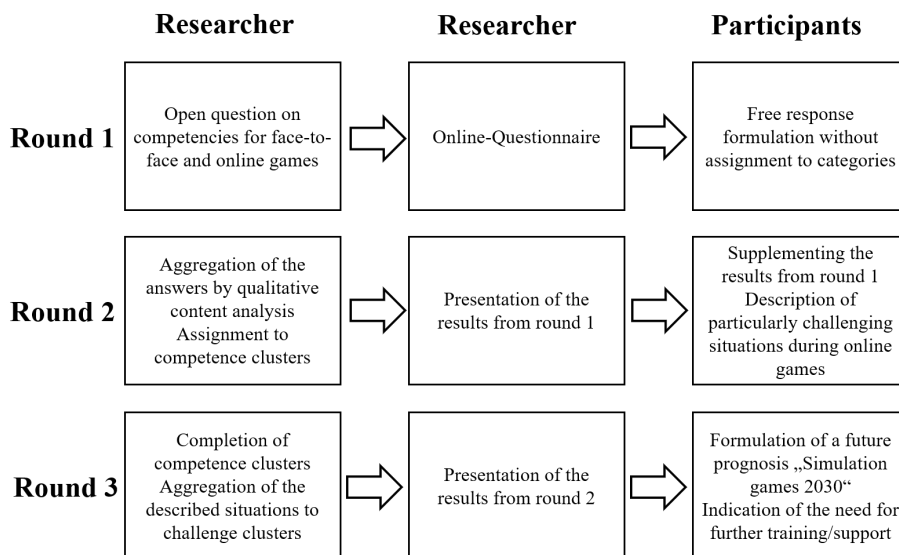 Researcher
Researcher
Participants
Round 1
Open question on
competencies for face-to-
face and online games
Online-Questionnaire
Free response
formulation without
assignment to categories
Round 2
Aggregation of the
answers by qualitative
content analysis
Assignment to
competence clusters
Presentation of the
results from round 1
Supplementing the
results from round 1
Description of
particularly challenging
situations during online
games
Round 3
Completion of
competence clusters
Aggregation of the
described situations to
challenge clusters
Presentation of the
results from round 2
Formulation of a future
prognosis „Simulation
games 2030“
Indication of the need for
further training/support